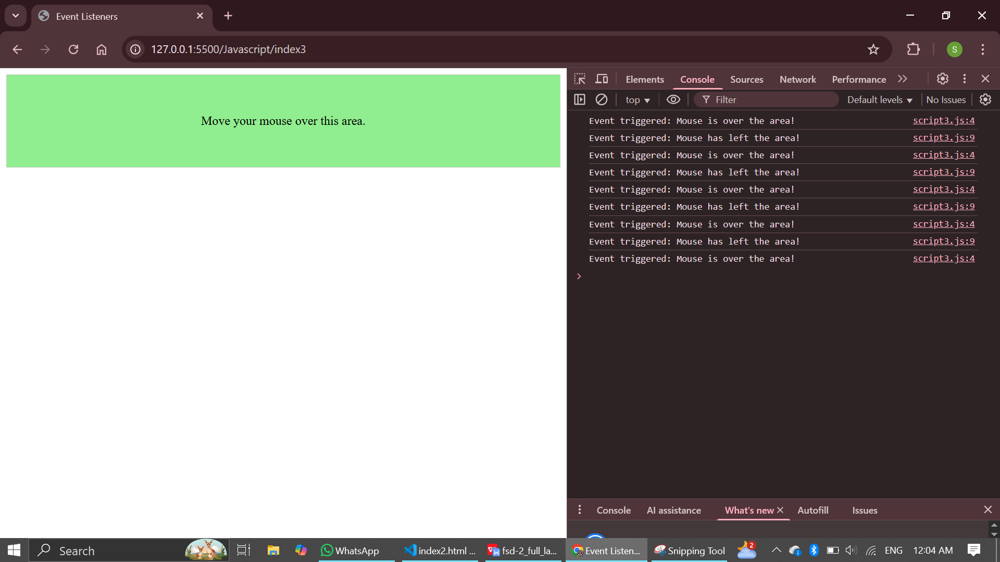 Event Listeners
127.0.0.1:5500/Javascript/index3
S
Move your mouse over this area.
Elements Console Sources Network Performance
top Filter Default levels No Issues
Event triggered: Mouse is over the area! script3.js:4
Event triggered: Mouse has left the area! script3.js:9
Event triggered: Mouse is over the area! script3.js:4
Event triggered: Mouse has left the area! script3.js:9
Event triggered: Mouse is over the area! script3.js:4
Event triggered: Mouse has left the area! script3.js:9
Event triggered: Mouse is over the area! script3.js:4
Event triggered: Mouse has left the area! script3.js:9
Event triggered: Mouse is over the area! script3.js:4
Console AI assistance What's new Autofill Issues
Search WhatsApp index2.html ... fsd-2_full_la... Event Listen... Snipping Tool 2 ENG 12:04 AM